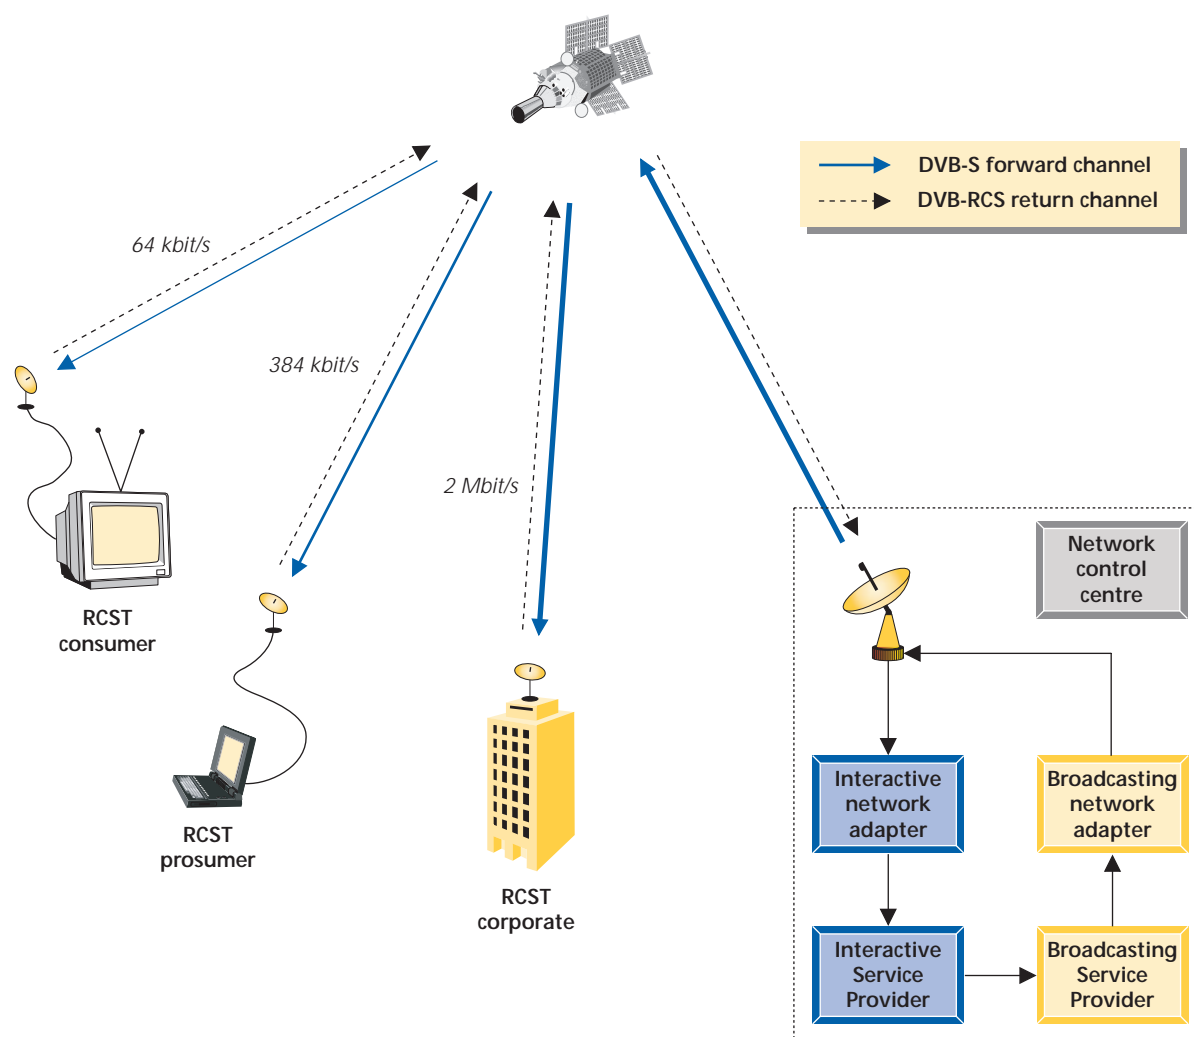 DVB-S forward channel
DVB-RCS return channel
64 kbit/s
384 kbit/s
2 Mbit/s
RCST
consumer
RCST
prosumer
RCST
corporate
Network
control
centre
Interactive
network
adapter
Broadcasting
network
adapter
Interactive
Service
Provider
Broadcasting
Service
Provider